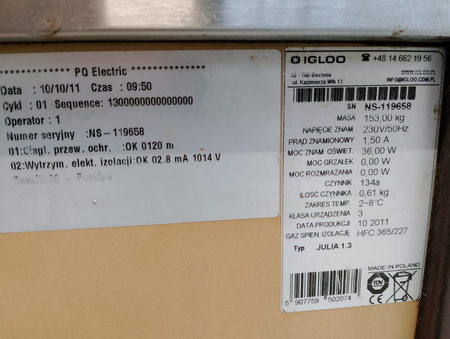 PQ Electric
Data : 10/10/11 Czas : 09:50
Cykl : 01 Sequence: 1300000000000000
Operator : 1
Numer seryjny :NS-119658
01:Ciągł. przew. ochr. :OK 0120 m
02:Wytrzym. elekt. izolacji:OK 02.8 mA 1014 V
IGLOO
+48 14 662 19 56
32-700 Bochnia
ul. Kazimierza Wlk 13
INFO@IGLOO.COM.PL
SN NS-119658
MASA 153,00 kg
NAPIĘCIE ZNAM. 230V/50Hz
PRĄD ZNAMIONOWY 1,50 A
MOC ZNAM. OŚWIET. 36,00 W
MOC GRZAŁEK 0,00 W
MOC ROZMRAŻANIA 0,00 W
CZYNNIK 134a
ILOŚĆ CZYNNIKA 0,61 kg
ZAKRES TEMP. 2~8°C
KLASA URZĄDZENIA 3
DATA PRODUKCJI 10 2011
GAZ SPIEN. IZOLACJĘ HFC 365/227
Typ JULIA 1.3
MADE IN POLAND
TÜV
5 907759 502074